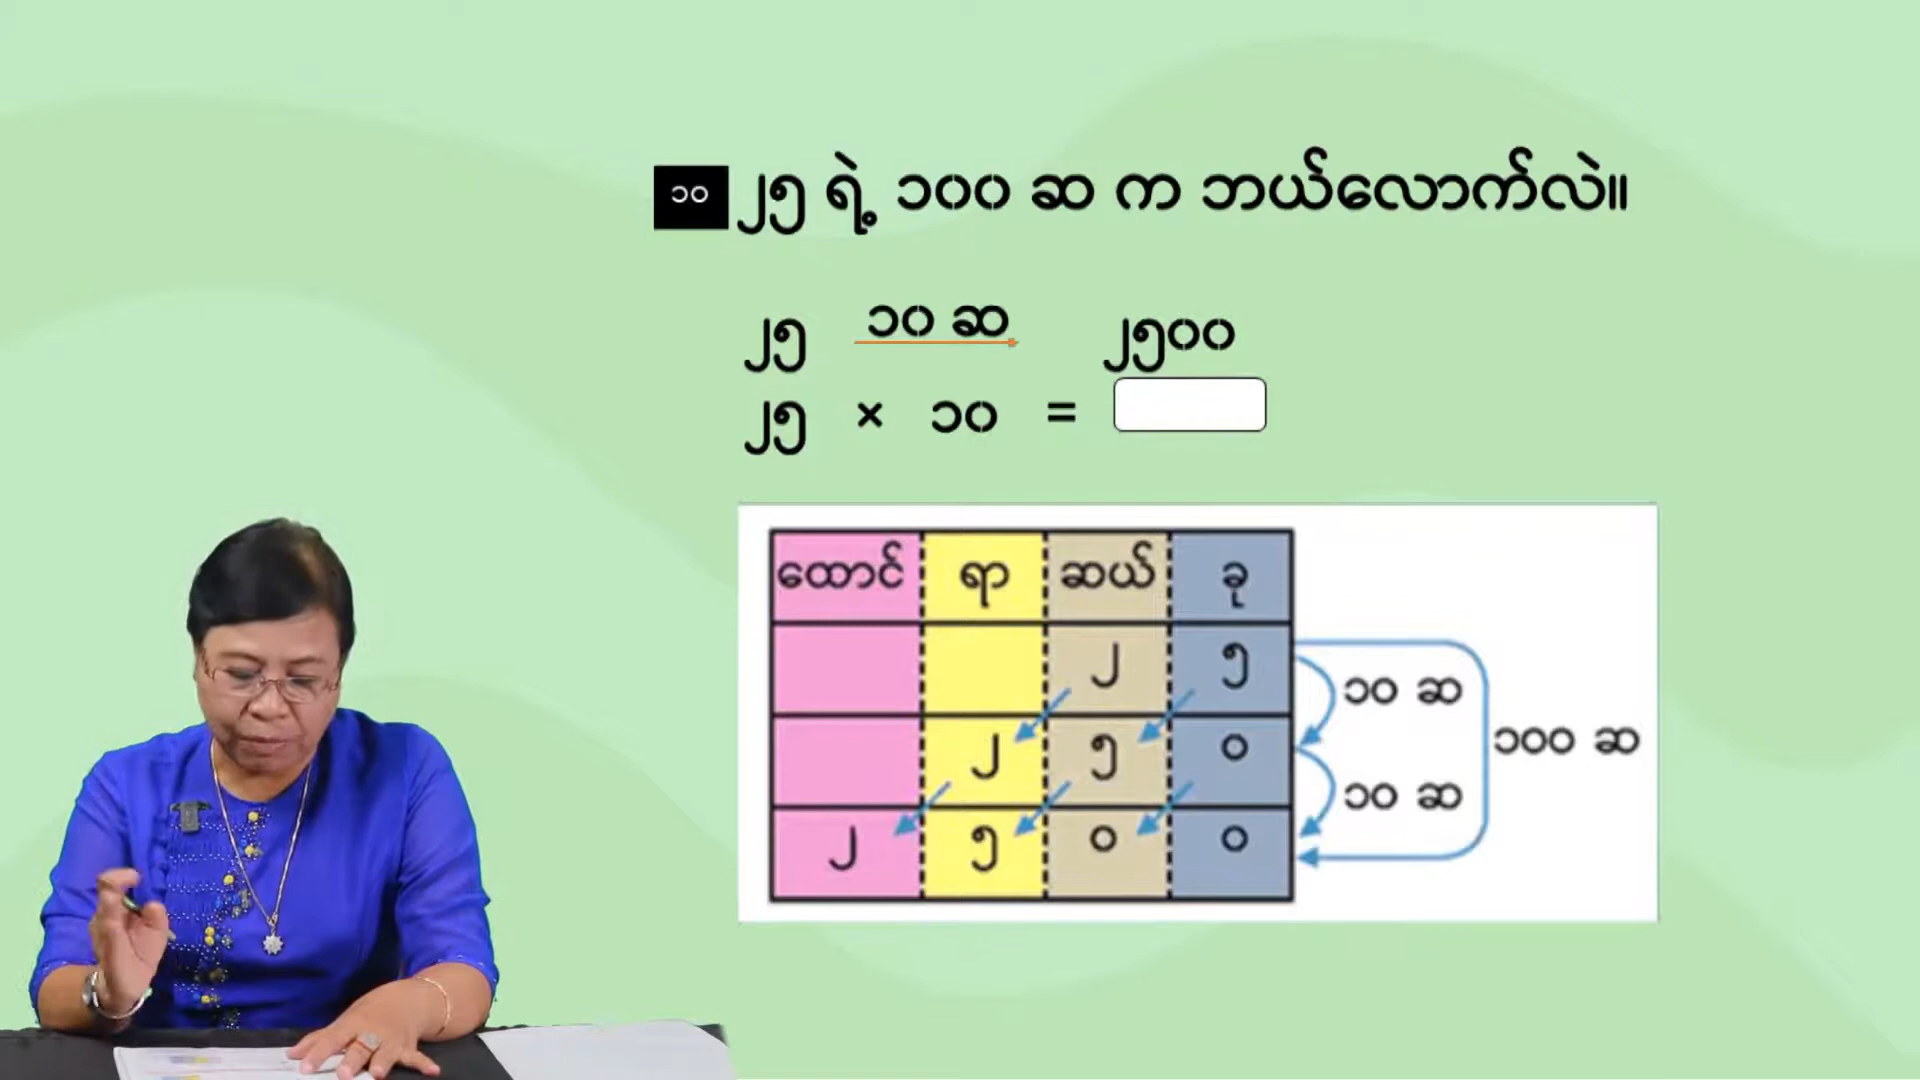 ၁၀ ၂၅ ရဲ့ ၁၀၀ ဆ က ဘယ်လောက်လဲ။
၂၅ ၁၀ ဆ ၂၅၀၀
၂၅ × ၁၀ =
ထောင် ရာ ဆယ် ခု
၂ ၅
၁၀ ဆ
၂ ၅ ၀
၁၀၀ ဆ
၁၀ ဆ
၂ ၅ ၀ ၀